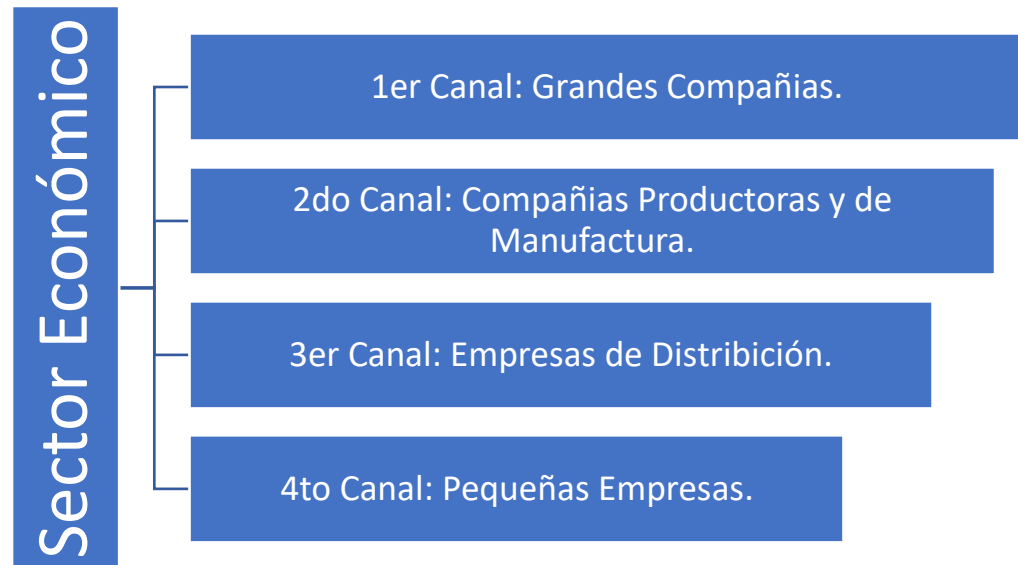 Sector Económico
1er Canal: Grandes Compañias.
2do Canal: Compañias Productoras y de
Manufactura.
3er Canal: Empresas de Distribición.
4to Canal: Pequeñas Empresas.